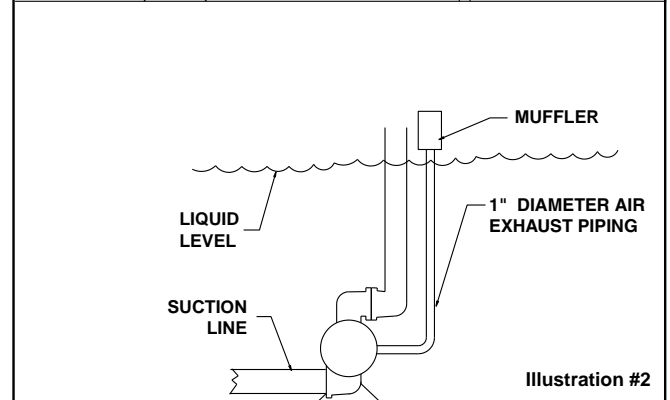 MUFFLER
1" DIAMETER AIR
EXHAUST PIPING
LIQUID
LEVEL
SUCTION
LINE
Illustration #2